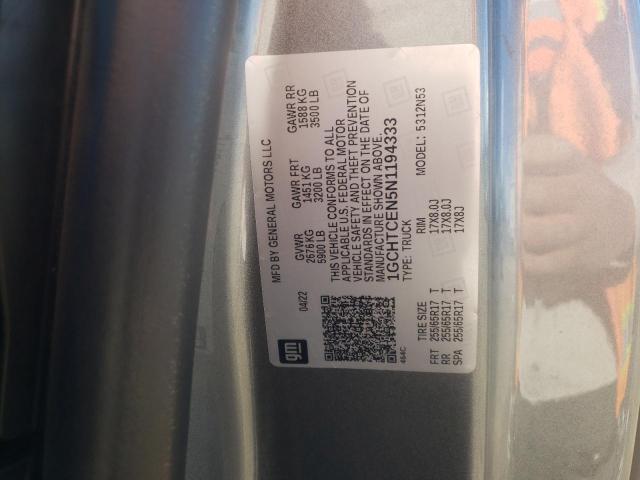 MFD BY GENERAL MOTORS LLC
04/22
GVWR GAWR FRT GAWR RR
2676 KG 1451 KG 1588 KG
5900 LB 3200 LB 3500 LB
THIS VEHICLE CONFORMS TO ALL
APPLICABLE U.S. FEDERAL MOTOR
VEHICLE SAFETY AND THEFT PREVENTION
STANDARDS IN EFFECT ON THE DATE OF
MANUFACTURE SHOWN ABOVE.
1GCHTCEN5N1194333
TYPE: TRUCK MODEL: 5312N53
gm
464C
TIRE SIZE RIM
FRT 255/65R17 T 17X8.0J
RR 255/65R17 T 17X8.0J
SPA 255/65R17 T 17X8J